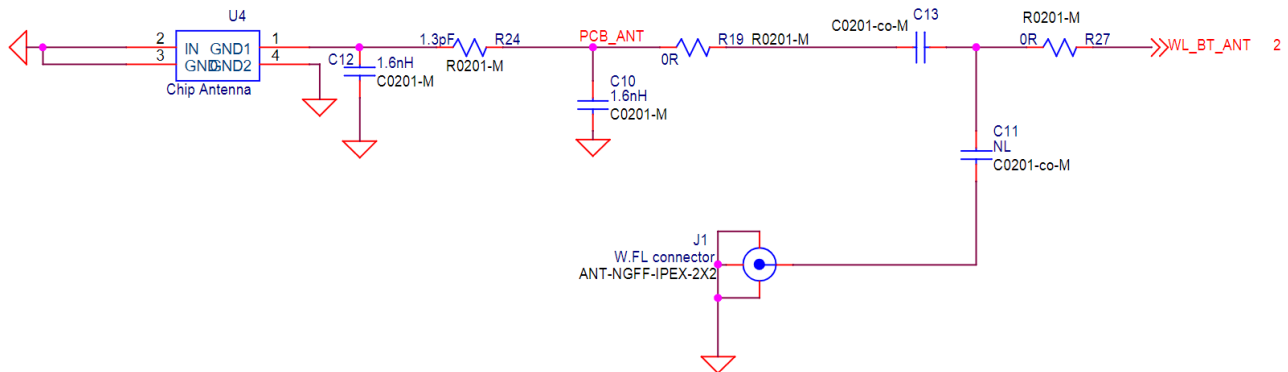 U4
2
3
IN GND1
GND GND2
1
4
Chip Antenna
C12
1.6nH
C0201-M
1.3pF
R24
R0201-M
PCB_ANT
C10
1.6nH
C0201-M
0R
R19
R0201-M
C0201-co-M
C13
R0201-M
0R
R27
WL_BT_ANT 2
C11
NL
C0201-co-M
J1
W.FL connector
ANT-NGFF-IPEX-2X2